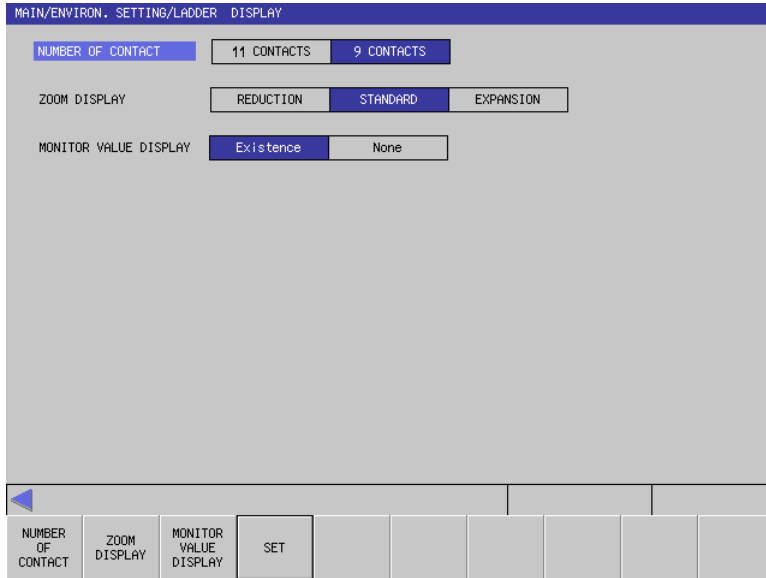 MAIN/ENVIRON. SETTING/LADDER DISPLAY
NUMBER OF CONTACT 11 CONTACTS 9 CONTACTS
ZOOM DISPLAY REDUCTION STANDARD EXPANSION
MONITOR VALUE DISPLAY Existence None
NUMBER
OF
CONTACT
ZOOM
DISPLAY
MONITOR
VALUE
DISPLAY
SET